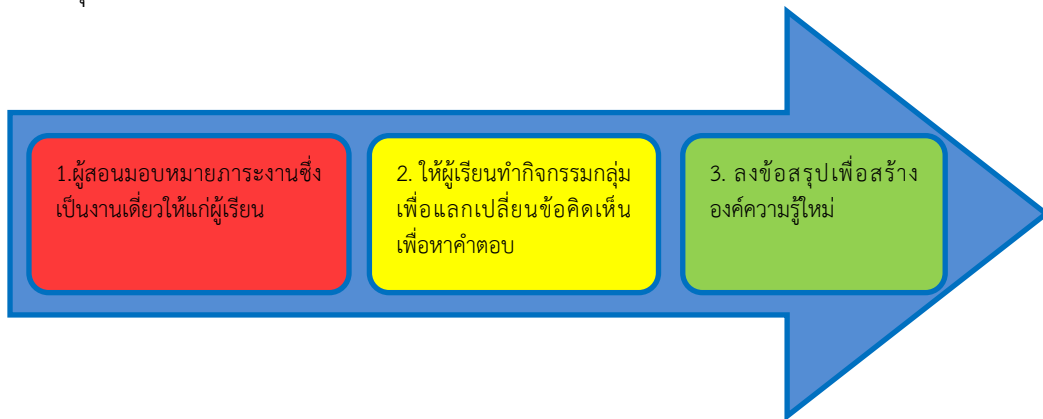 1.ผู้สอนมอบหมายภาระงานซึ่ง
เป็นงานเดี่ยวให้แก่ผู้เรียน
2. ให้ผู้เรียนทำกิจกรรมกลุ่ม
เพื่อแลกเปลี่ยนข้อคิดเห็น
เพื่อหาคำตอบ
3. ลงข้อสรุปเพื่อสร้าง
องค์ความรู้ใหม่